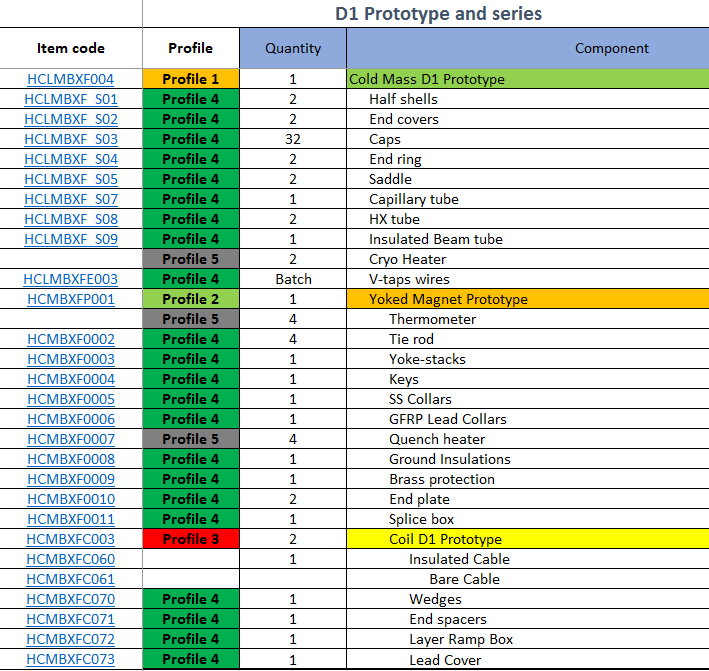 D1 Prototype and series
Item code Profile Quantity Component
HCLMBXF004 Profile 1 1 Cold Mass D1 Prototype
HCLMBXF_S01 Profile 4 2 Half shells
HCLMBXF_S02 Profile 4 2 End covers
HCLMBXF_S03 Profile 4 32 Caps
HCLMBXF_S04 Profile 4 2 End ring
HCLMBXF_S05 Profile 4 2 Saddle
HCLMBXF_S07 Profile 4 1 Capillary tube
HCLMBXF_S08 Profile 4 2 HX tube
HCLMBXF_S09 Profile 4 1 Insulated Beam tube
Profile 5 2 Cryo Heater
HCLMBXFE003 Profile 4 Batch V-taps wires
HCMBXFP001 Profile 2 1 Yoked Magnet Prototype
Profile 5 4 Thermometer
HCMBXF0002 Profile 4 4 Tie rod
HCMBXF0003 Profile 4 1 Yoke-stacks
HCMBXF0004 Profile 4 1 Keys
HCMBXF0005 Profile 4 1 SS Collars
HCMBXF0006 Profile 4 1 GFRP Lead Collars
HCMBXF0007 Profile 5 4 Quench heater
HCMBXF0008 Profile 4 1 Ground Insulations
HCMBXF0009 Profile 4 1 Brass protection
HCMBXF0010 Profile 4 2 End plate
HCMBXF0011 Profile 4 1 Splice box
HCMBXFC003 Profile 3 2 Coil D1 Prototype
HCMBXFC060 1 Insulated Cable
HCMBXFC061 Bare Cable
HCMBXFC070 Profile 4 1 Wedges
HCMBXFC071 Profile 4 1 End spacers
HCMBXFC072 Profile 4 1 Layer Ramp Box
HCMBXFC073 Profile 4 1 Lead Cover